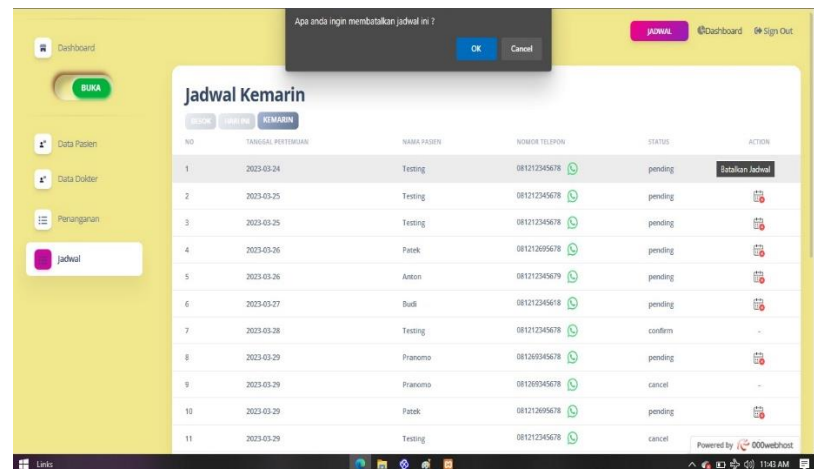 Apa anda ingin membatalkan jadwal ini ?
OK Cancel
JADWAL Dashboard Sign Out
Dashboard
BUKA
Data Pasien
Data Dokter
Penanganan
Jadwal
Jadwal Kemarin
BESOK HARI INI KEMARIN
NO TANGGAL PERTEMUAN NAMA PASIEN NOMOR TELEPON STATUS ACTION
1 2023-03-24 Testing 081212345678 pending Batalkan Jadwal
2 2023-03-25 Testing 081212345678 pending
3 2023-03-25 Testing 081212345678 pending
4 2023-03-26 Patek 081212695678 pending
5 2023-03-26 Anton 081212345679 pending
6 2023-03-27 Budi 081212345618 pending
7 2023-03-28 Testing 081212345678 confirm -
8 2023-03-29 Pranomo 081269345678 pending
9 2023-03-29 Pranomo 081269345678 cancel -
10 2023-03-29 Patek 081212695678 pending
11 2023-03-29 Testing 081212345678 cancel
Powered by 000webhost
Links 11:43 AM